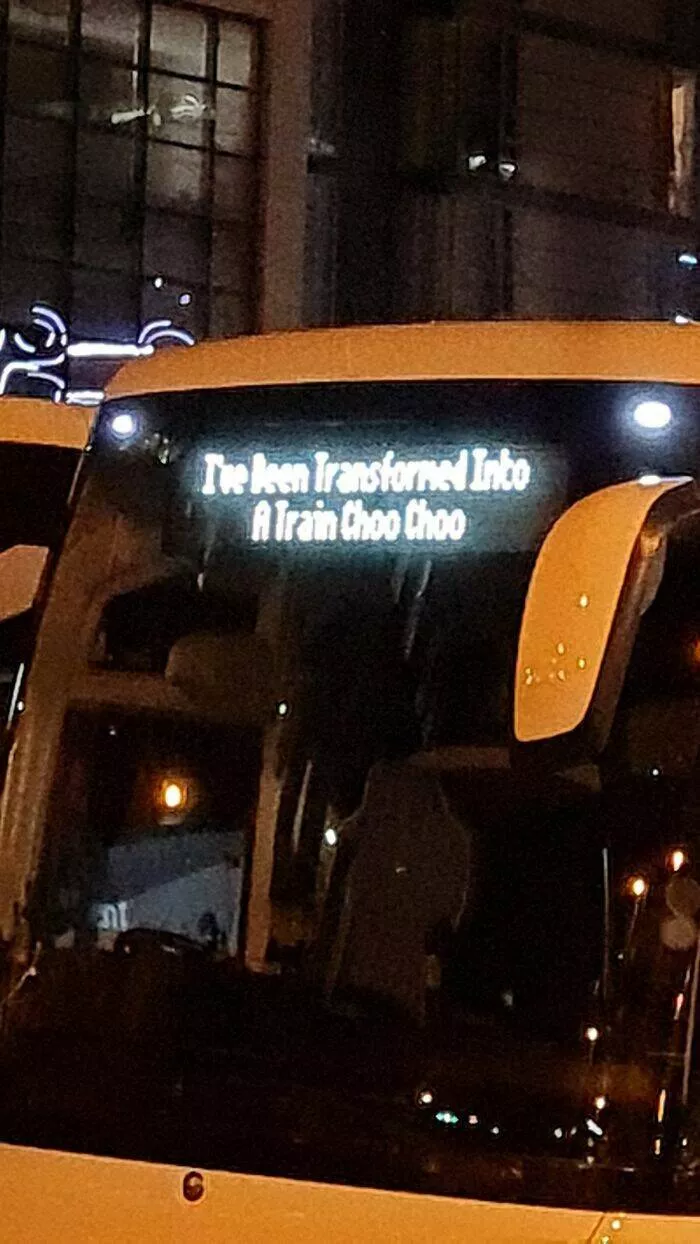 I've Been Transformed Into
A Train Choo Choo